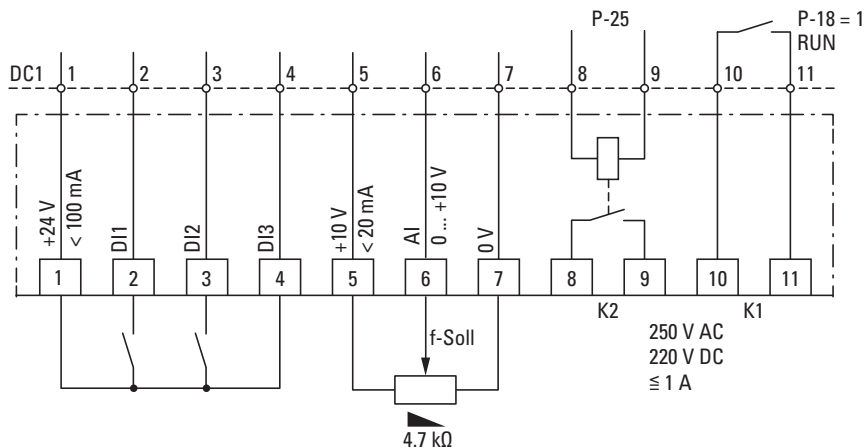 P-25
P-18 = 1
RUN
DC1 1 2 3 4 5 6 7 8 9 10 11
+24 V
< 100 mA
DI1
DI2
DI3
+10 V
< 20 mA
AI
0 ... +10 V
0 V
1 2 3 4 5 6 7 8 9 10 11
K2
K1
f-Soll
250 V AC
220 V DC
≦ 1 A
4.7 kΩ